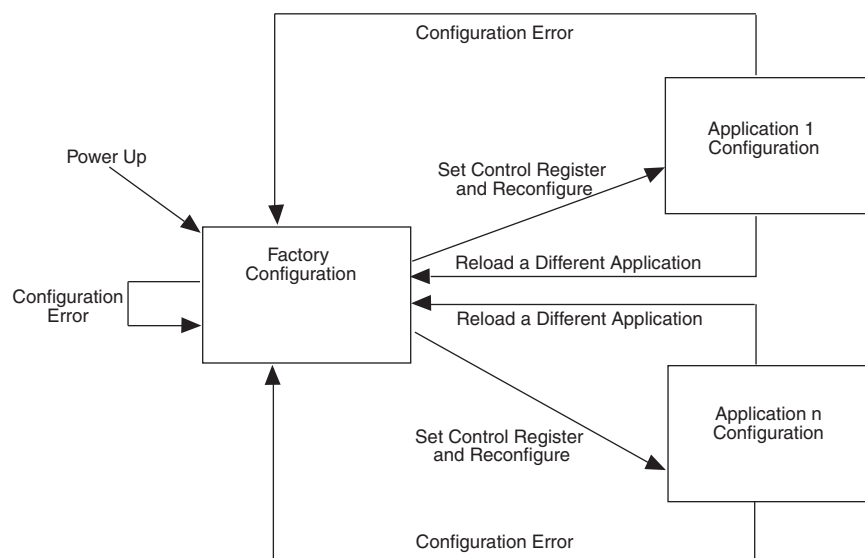 Configuration Error
Application 1
Configuration
Power Up
Set Control Register
and Reconfigure
Factory
Configuration
Reload a Different Application
Configuration
Error
Reload a Different Application
Application n
Configuration
Set Control Register
and Reconfigure
Configuration Error